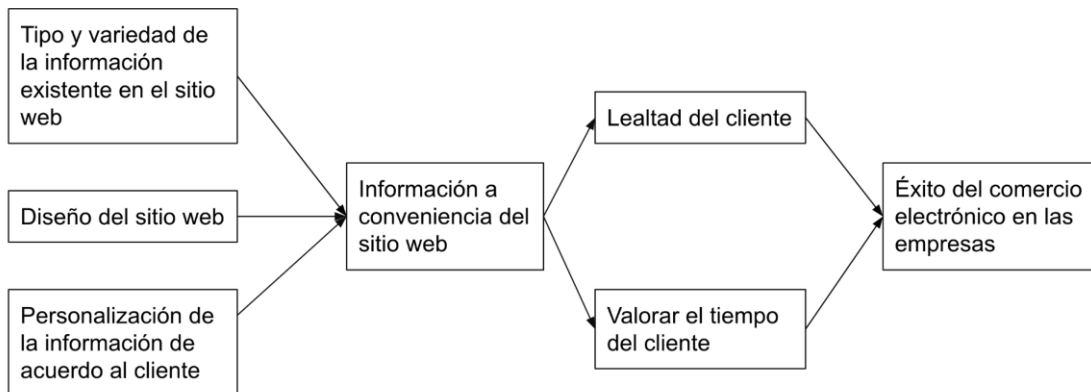 Tipo y variedad de
la información
existente en el sitio
web
Diseño del sitio web
Personalización de
la información de
acuerdo al cliente
Información a
conveniencia del
sitio web
Lealtad del cliente
Valorar el tiempo
del cliente
Éxito del comercio
electrónico en las
empresas